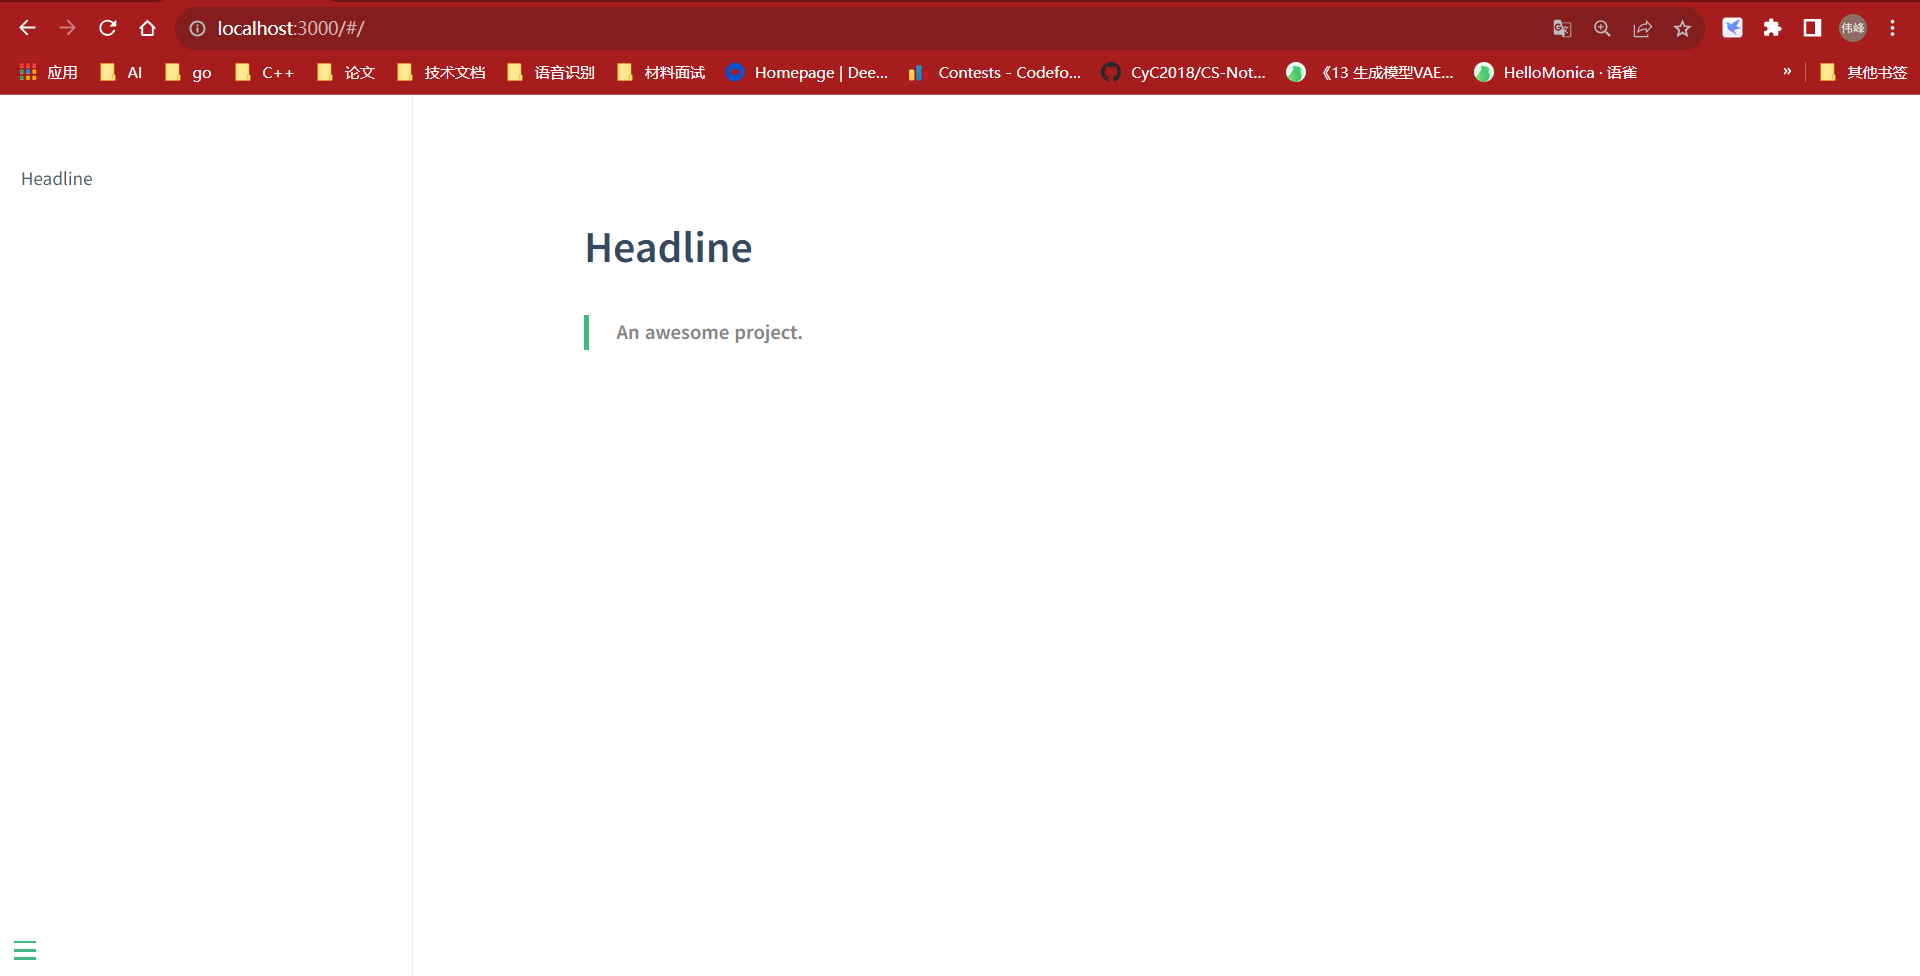 localhost:3000/#/
伟峰
应用 AI go C++ 论文 技术文档 语音识别 材料面试 Homepage | Dee... Contests - Codefo... CyC2018/CS-Not... 《13 生成模型VAE... HelloMonica · 语雀 » 其他书签
Headline
Headline
An awesome project.